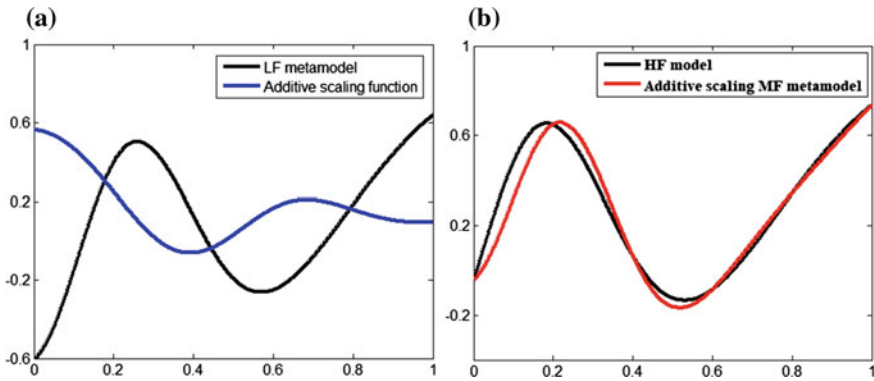 (a)
1
0.6
0.2
-0.2
-0.6
0 0.2 0.4 0.6 0.8 1
LF metamodel
Additive scaling function
(b)
1
0.6
0.2
-0.2
0 0.2 0.4 0.6 0.8 1
HF model
Additive scaling MF metamodel